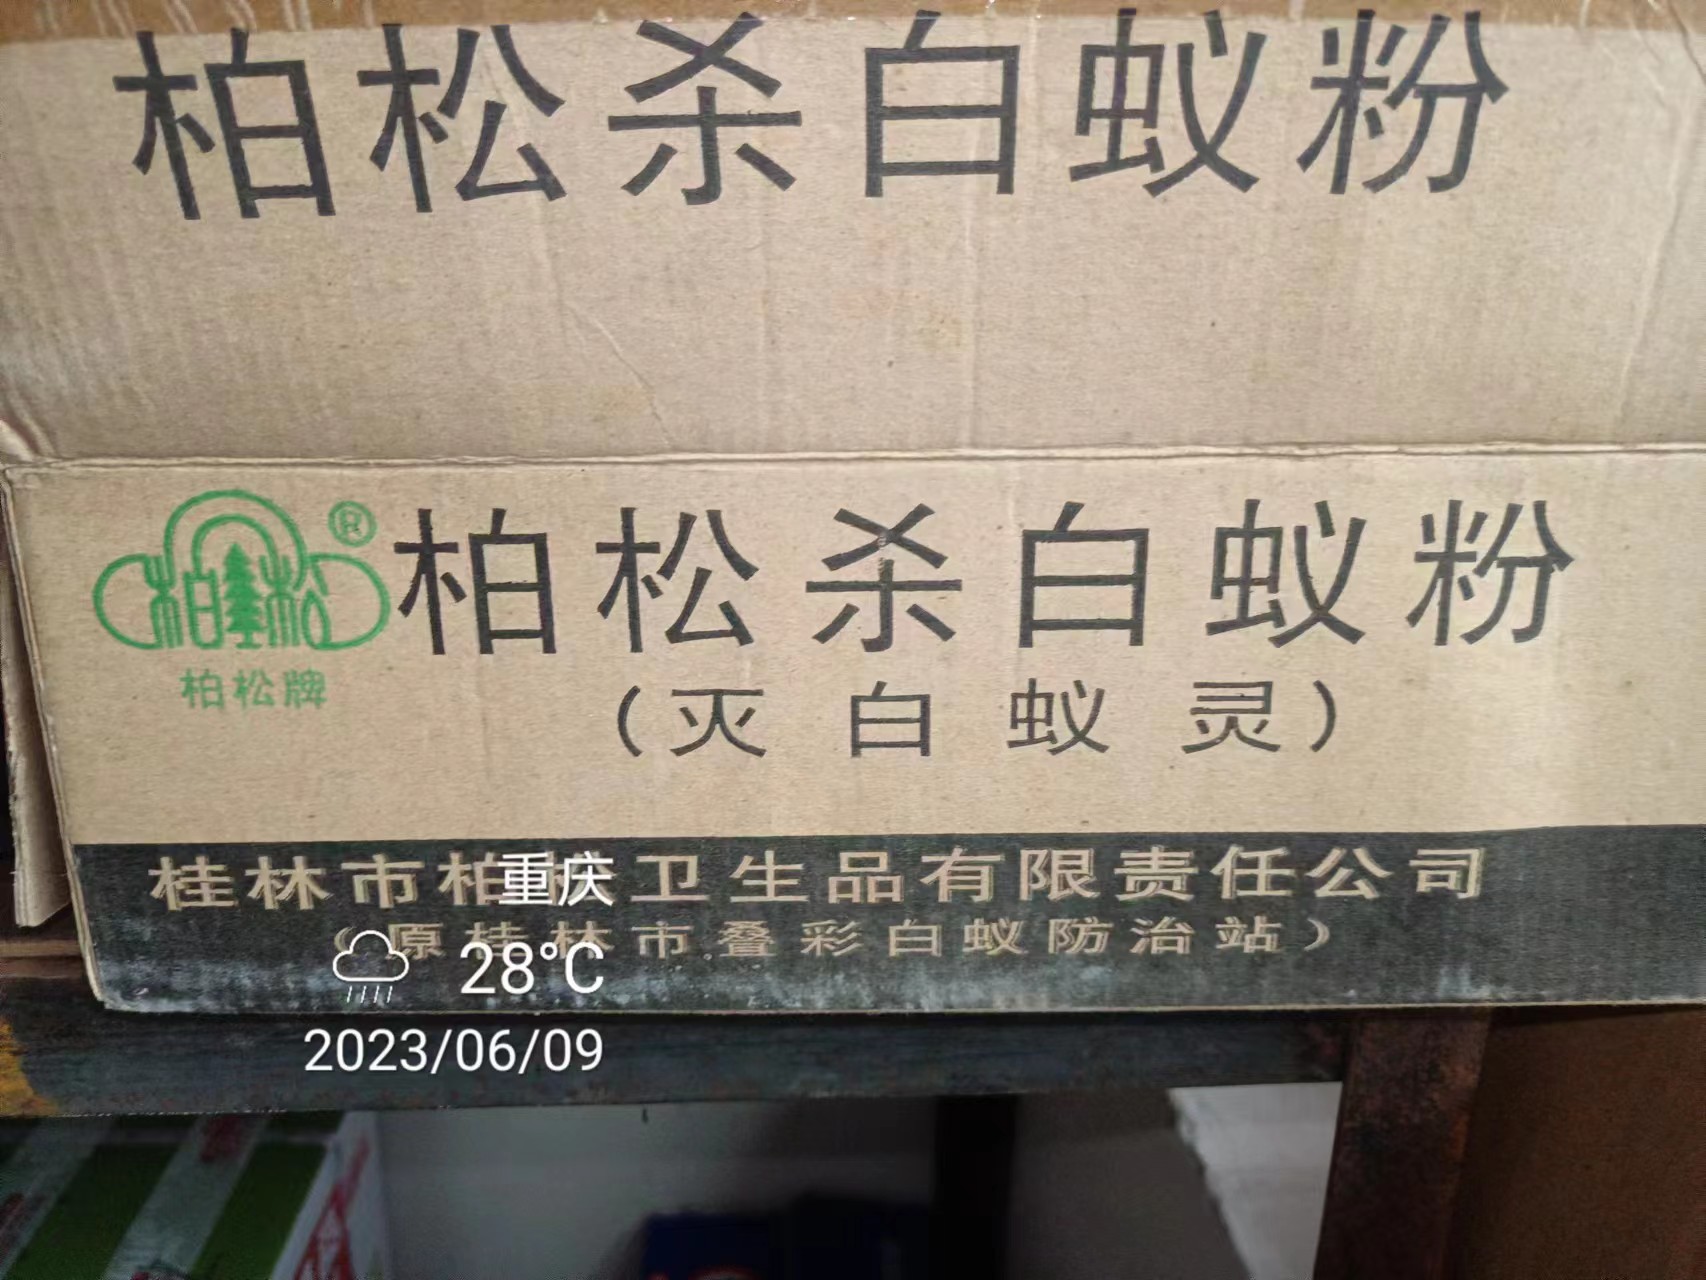 柏松杀白蚁粉
柏松
®
柏松牌
柏松杀白蚁粉
(灭白蚁灵)
桂林市柏 卫生品有限责任公司
(原桂林市叠彩白蚁防治站)
重庆
28°C
2023/06/09